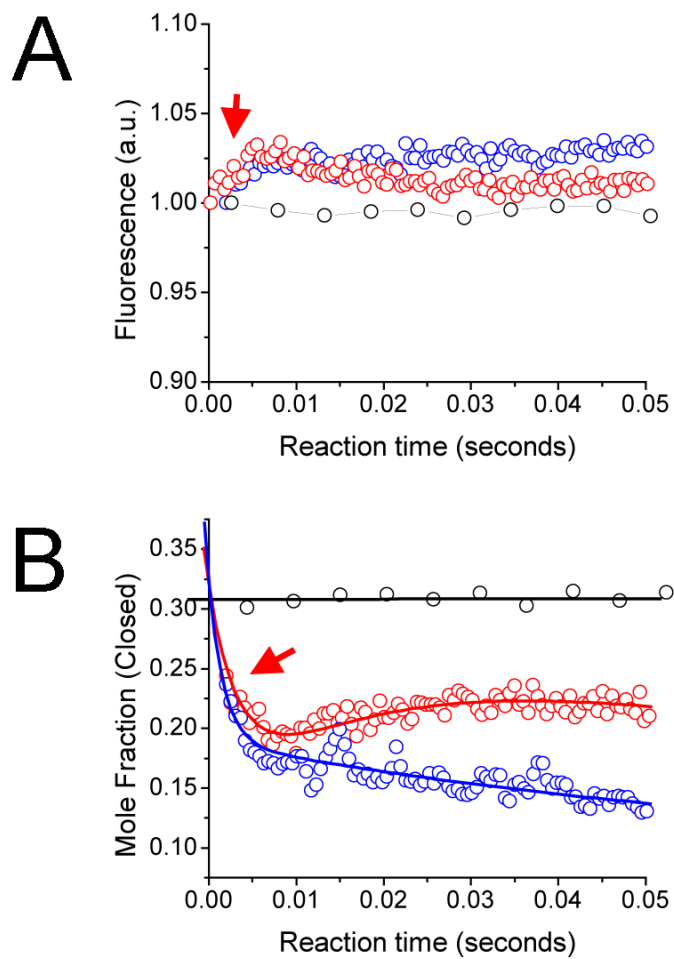 A
Fluorescence (a.u.)
1.10
1.05
1.00
0.95
0.90
0.00 0.01 0.02 0.03 0.04 0.05
Reaction time (seconds)
B
Mole Fraction (Closed)
0.35
0.30
0.25
0.20
0.15
0.10
0.00 0.01 0.02 0.03 0.04 0.05
Reaction time (seconds)